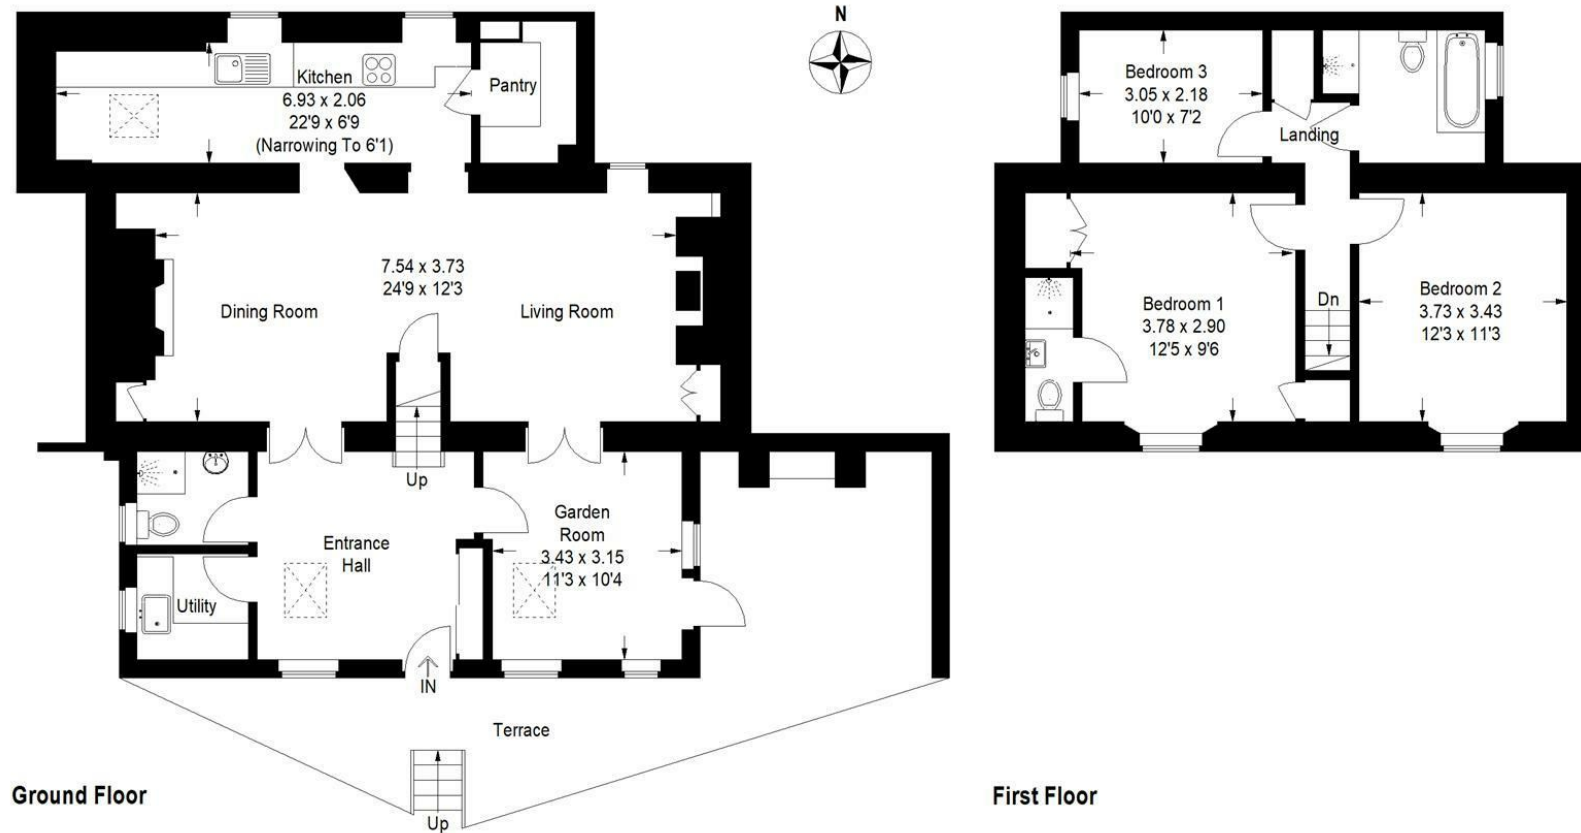 N
Kitchen
6.93 x 2.06
22'9 x 6'9
(Narrowing To 6'1)
Pantry
7.54 x 3.73
24'9 x 12'3
Dining Room
Living Room
Up
Entrance
Hall
Garden
Room
3.43 x 3.15
11'3 x 10'4
Utility
IN
Terrace
Up
Ground Floor
Bedroom 3
3.05 x 2.18
10'0 x 7'2
Landing
Bedroom 1
3.78 x 2.90
12'5 x 9'6
Dn
Bedroom 2
3.73 x 3.43
12'3 x 11'3
First Floor